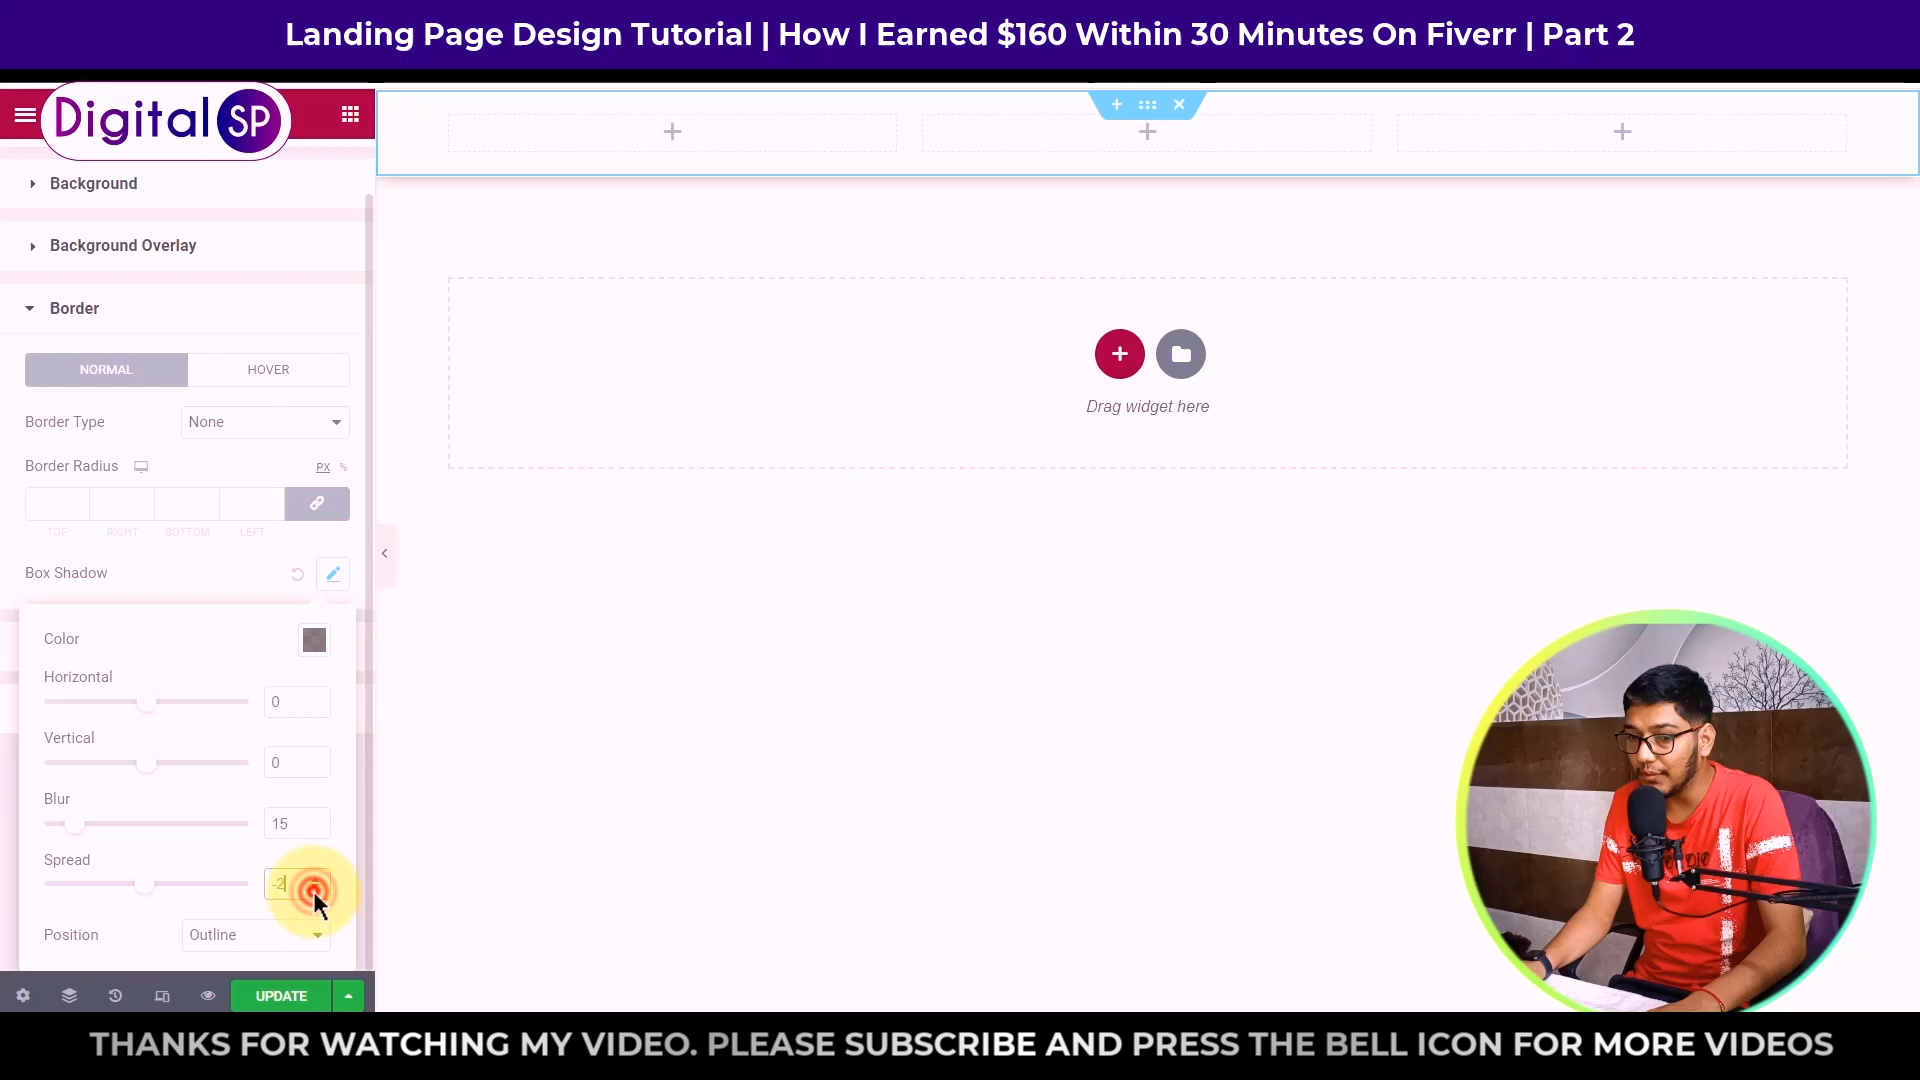 Landing Page Design Tutorial | How I Earned $160 Within 30 Minutes On Fiverr | Part 2
Digital SP
Background
Background Overlay
Border
NORMAL
HOVER
Border Type
None
Border Radius
PX
%
TOP
RIGHT
BOTTOM
LEFT
Box Shadow
Color
Horizontal
0
Vertical
0
Blur
15
Spread
-2
Position
Outline
UPDATE
Drag widget here
THANKS FOR WATCHING MY VIDEO. PLEASE SUBSCRIBE AND PRESS THE BELL ICON FOR MORE VIDEOS